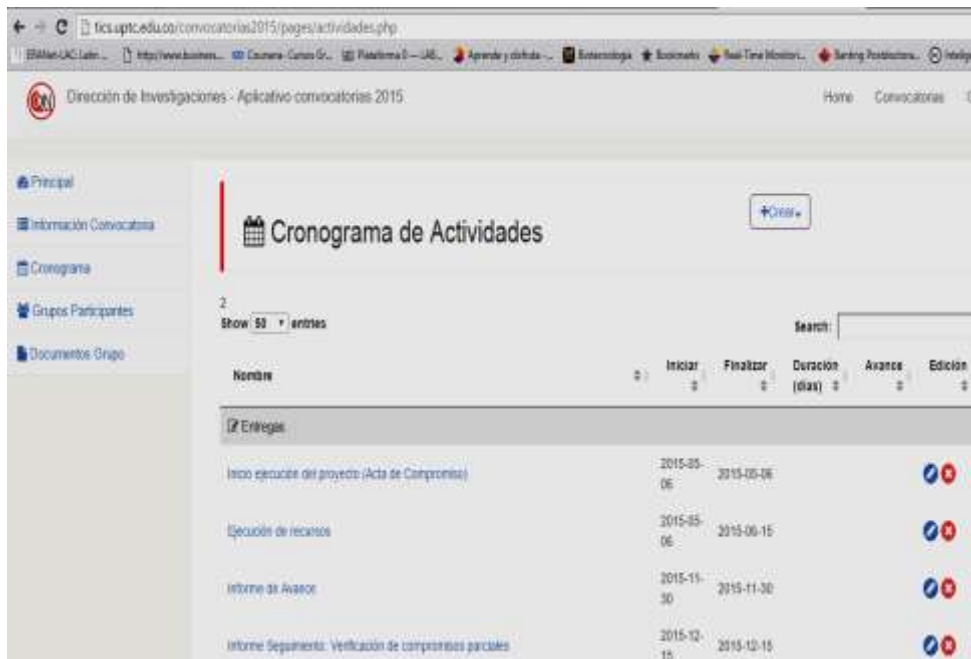 tics.uptc.edu.co/convocatorias2015/pages/actividades.php
Dirección de Investigaciones - Aplicativo convocatorias 2015
Home Convocatorias
Principal
Información Convocatoria
Cronograma
Grupos Participantes
Documentos Grupo
Cronograma de Actividades
+Crear
2
Show 50 entries
Search:
Nombre Iniciar Finalizar Duración (días) Avance Edición
Entregas
Inicio ejecución del proyecto (Acta de Compromiso) 2015-05-06 2015-05-06
Ejecución de recursos 2015-05-06 2015-06-15
Informe de Avance 2015-11-30 2015-11-30
Informe Seguimiento: Verificación de compromisos parciales 2015-12-15 2015-12-15